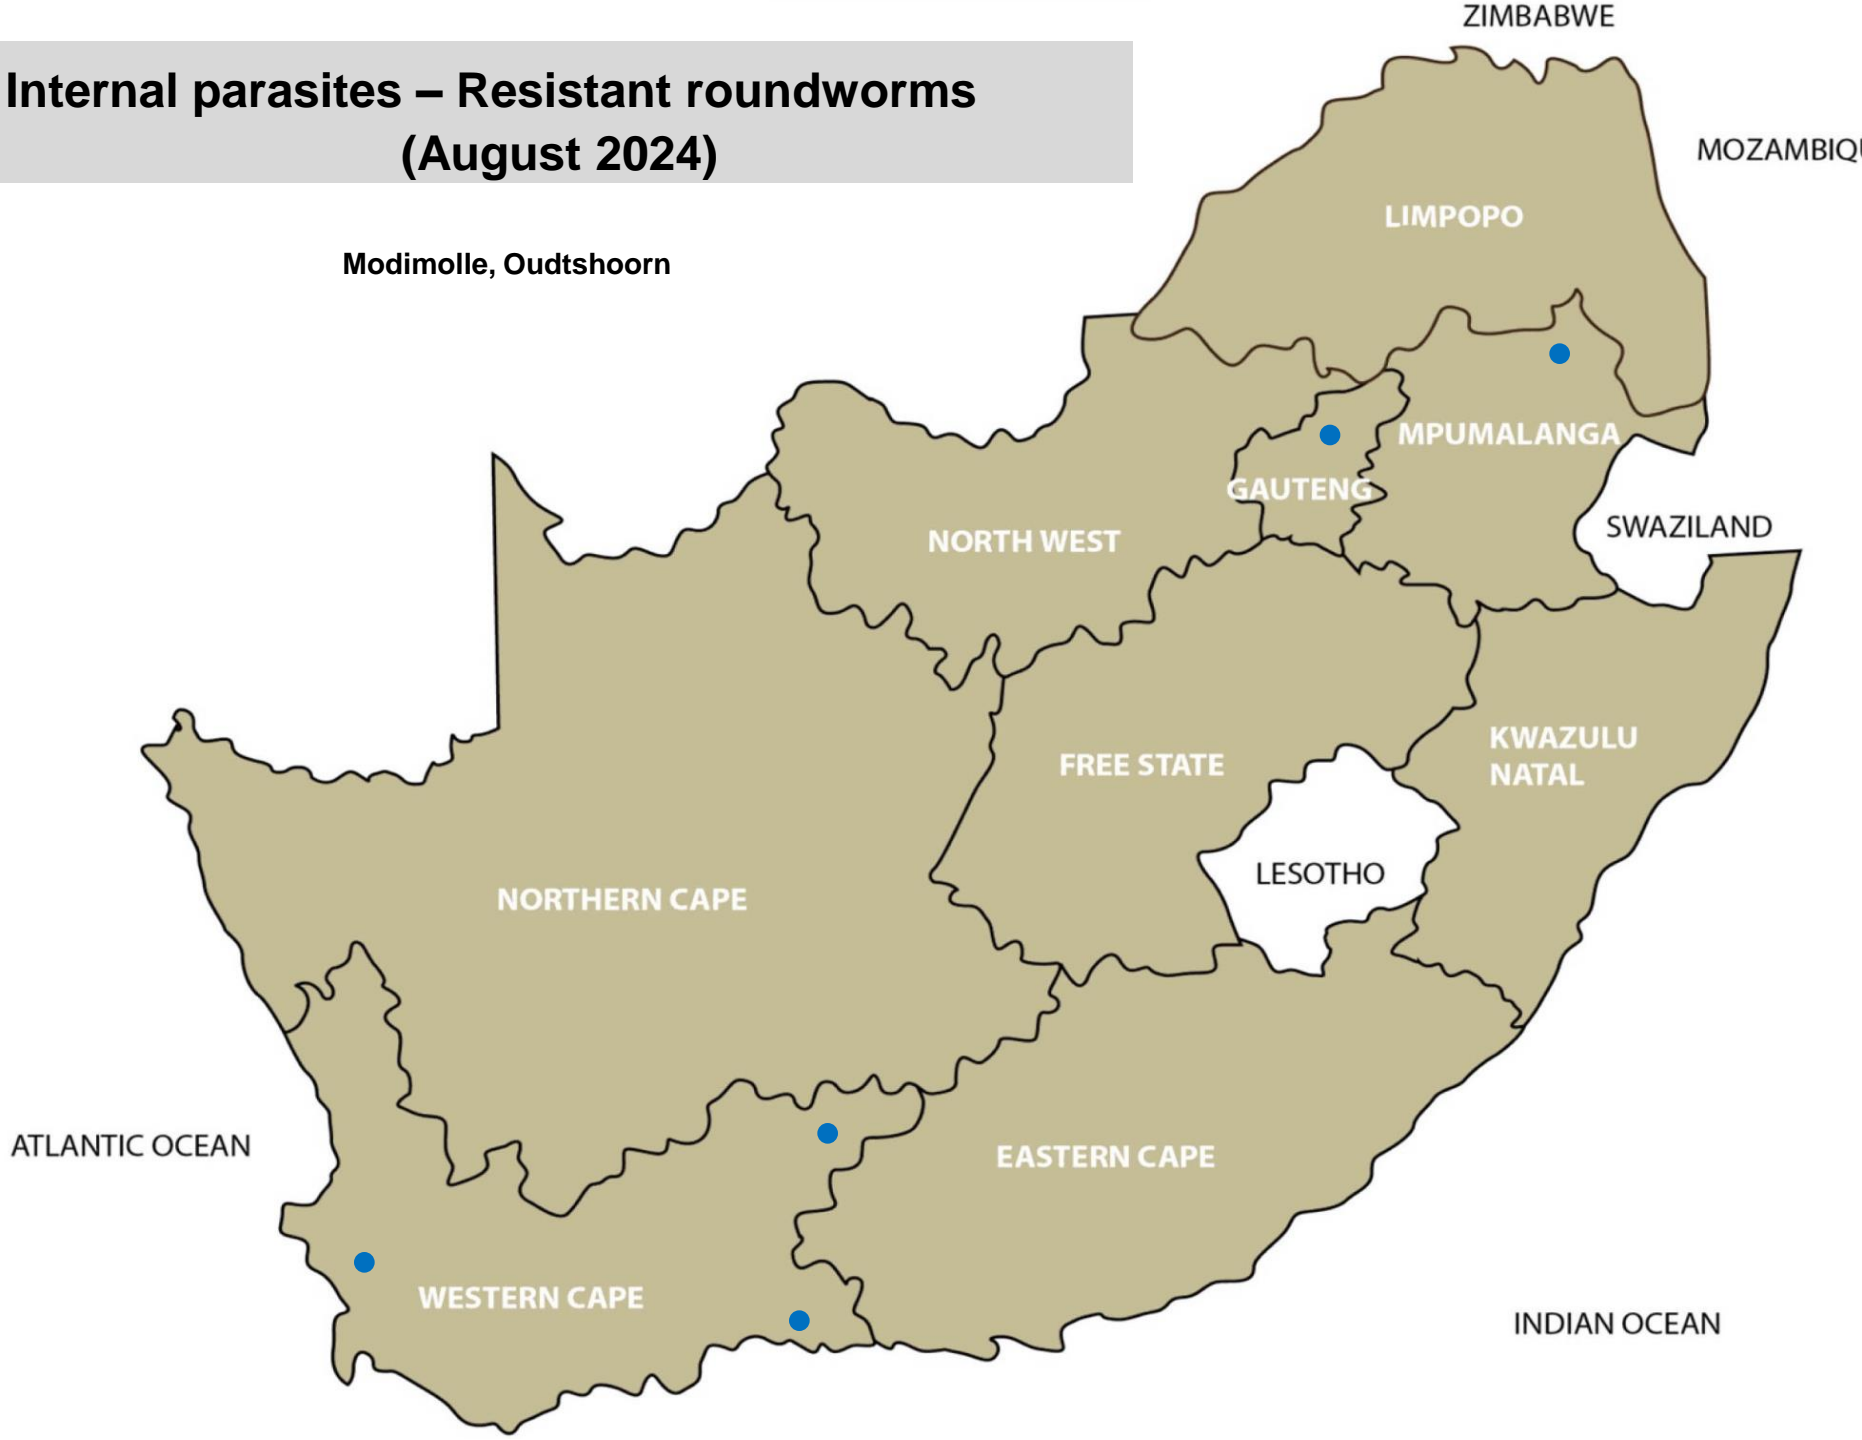 ZIMBABWE
Internal parasites – Resistant roundworms
(August 2024)
MOZAMBIQU
LIMPOPO
Modimolle, Oudtshoorn
MPUMALANGA
GAUTENG
SWAZILAND
NORTH WEST
KWAZULU
NATAL
FREE STATE
LESOTHO
NORTHERN CAPE
ATLANTIC OCEAN
EASTERN CAPE
WESTERN CAPE
INDIAN OCEAN